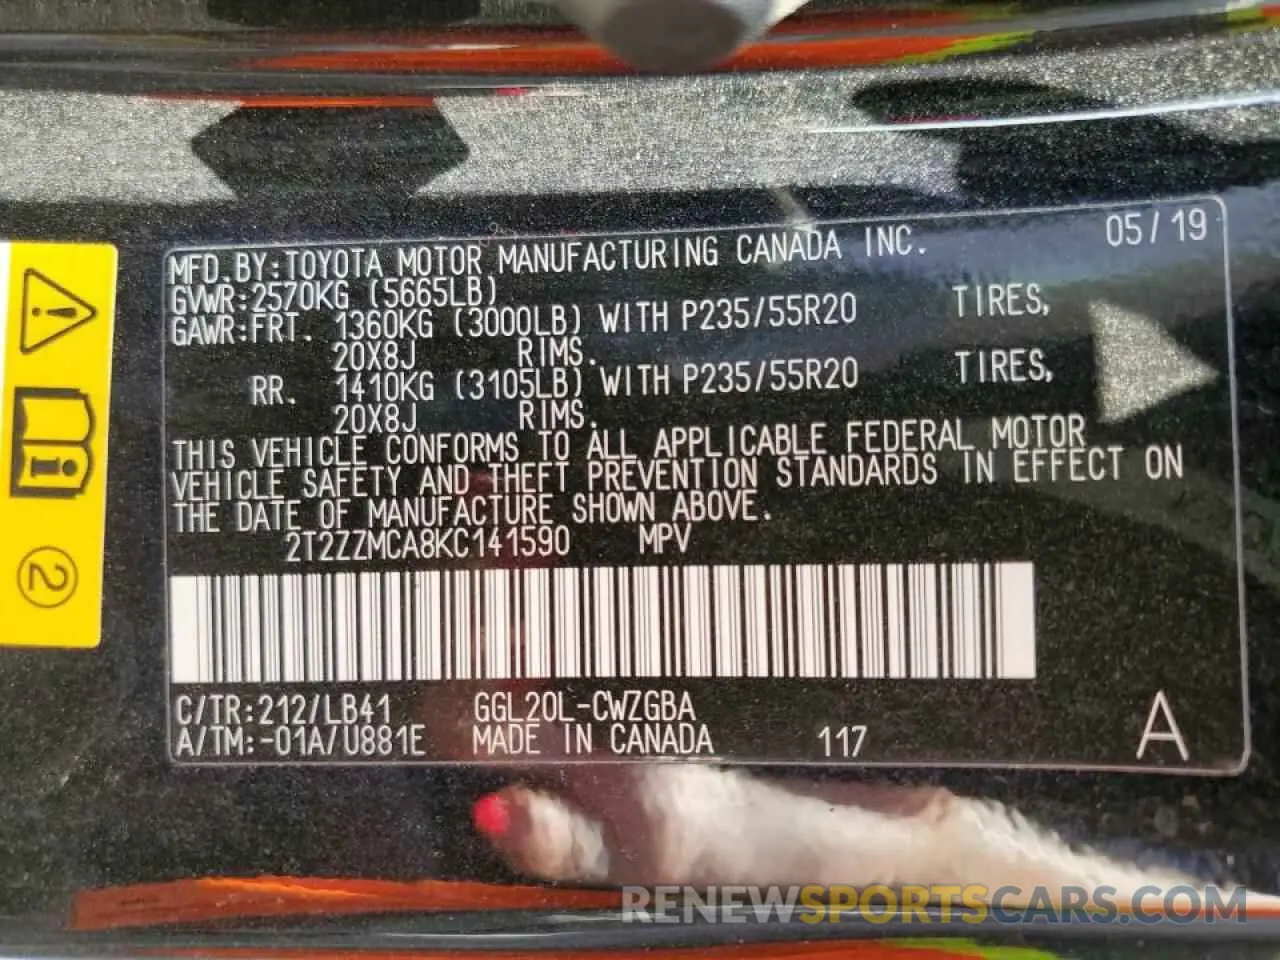 MFD.BY:TOYOTA MOTOR MANUFACTURING CANADA INC. 05/19
GVWR:2570KG (5665LB)
GAWR:FRT. 1360KG (3000LB) WITH P235/55R20 TIRES,
20X8J RIMS.
RR. 1410KG (3105LB) WITH P235/55R20 TIRES,
20X8J RIMS.
THIS VEHICLE CONFORMS TO ALL APPLICABLE FEDERAL MOTOR
VEHICLE SAFETY AND THEFT PREVENTION STANDARDS IN EFFECT ON
THE DATE OF MANUFACTURE SHOWN ABOVE.
2T2ZZMCA8KC141590 MPV
C/TR:212/LB41 GGL20L-CWZGBA
A/TM:-01A/U881E MADE IN CANADA 117 A
2
RENEWSPORTSCARS.COM